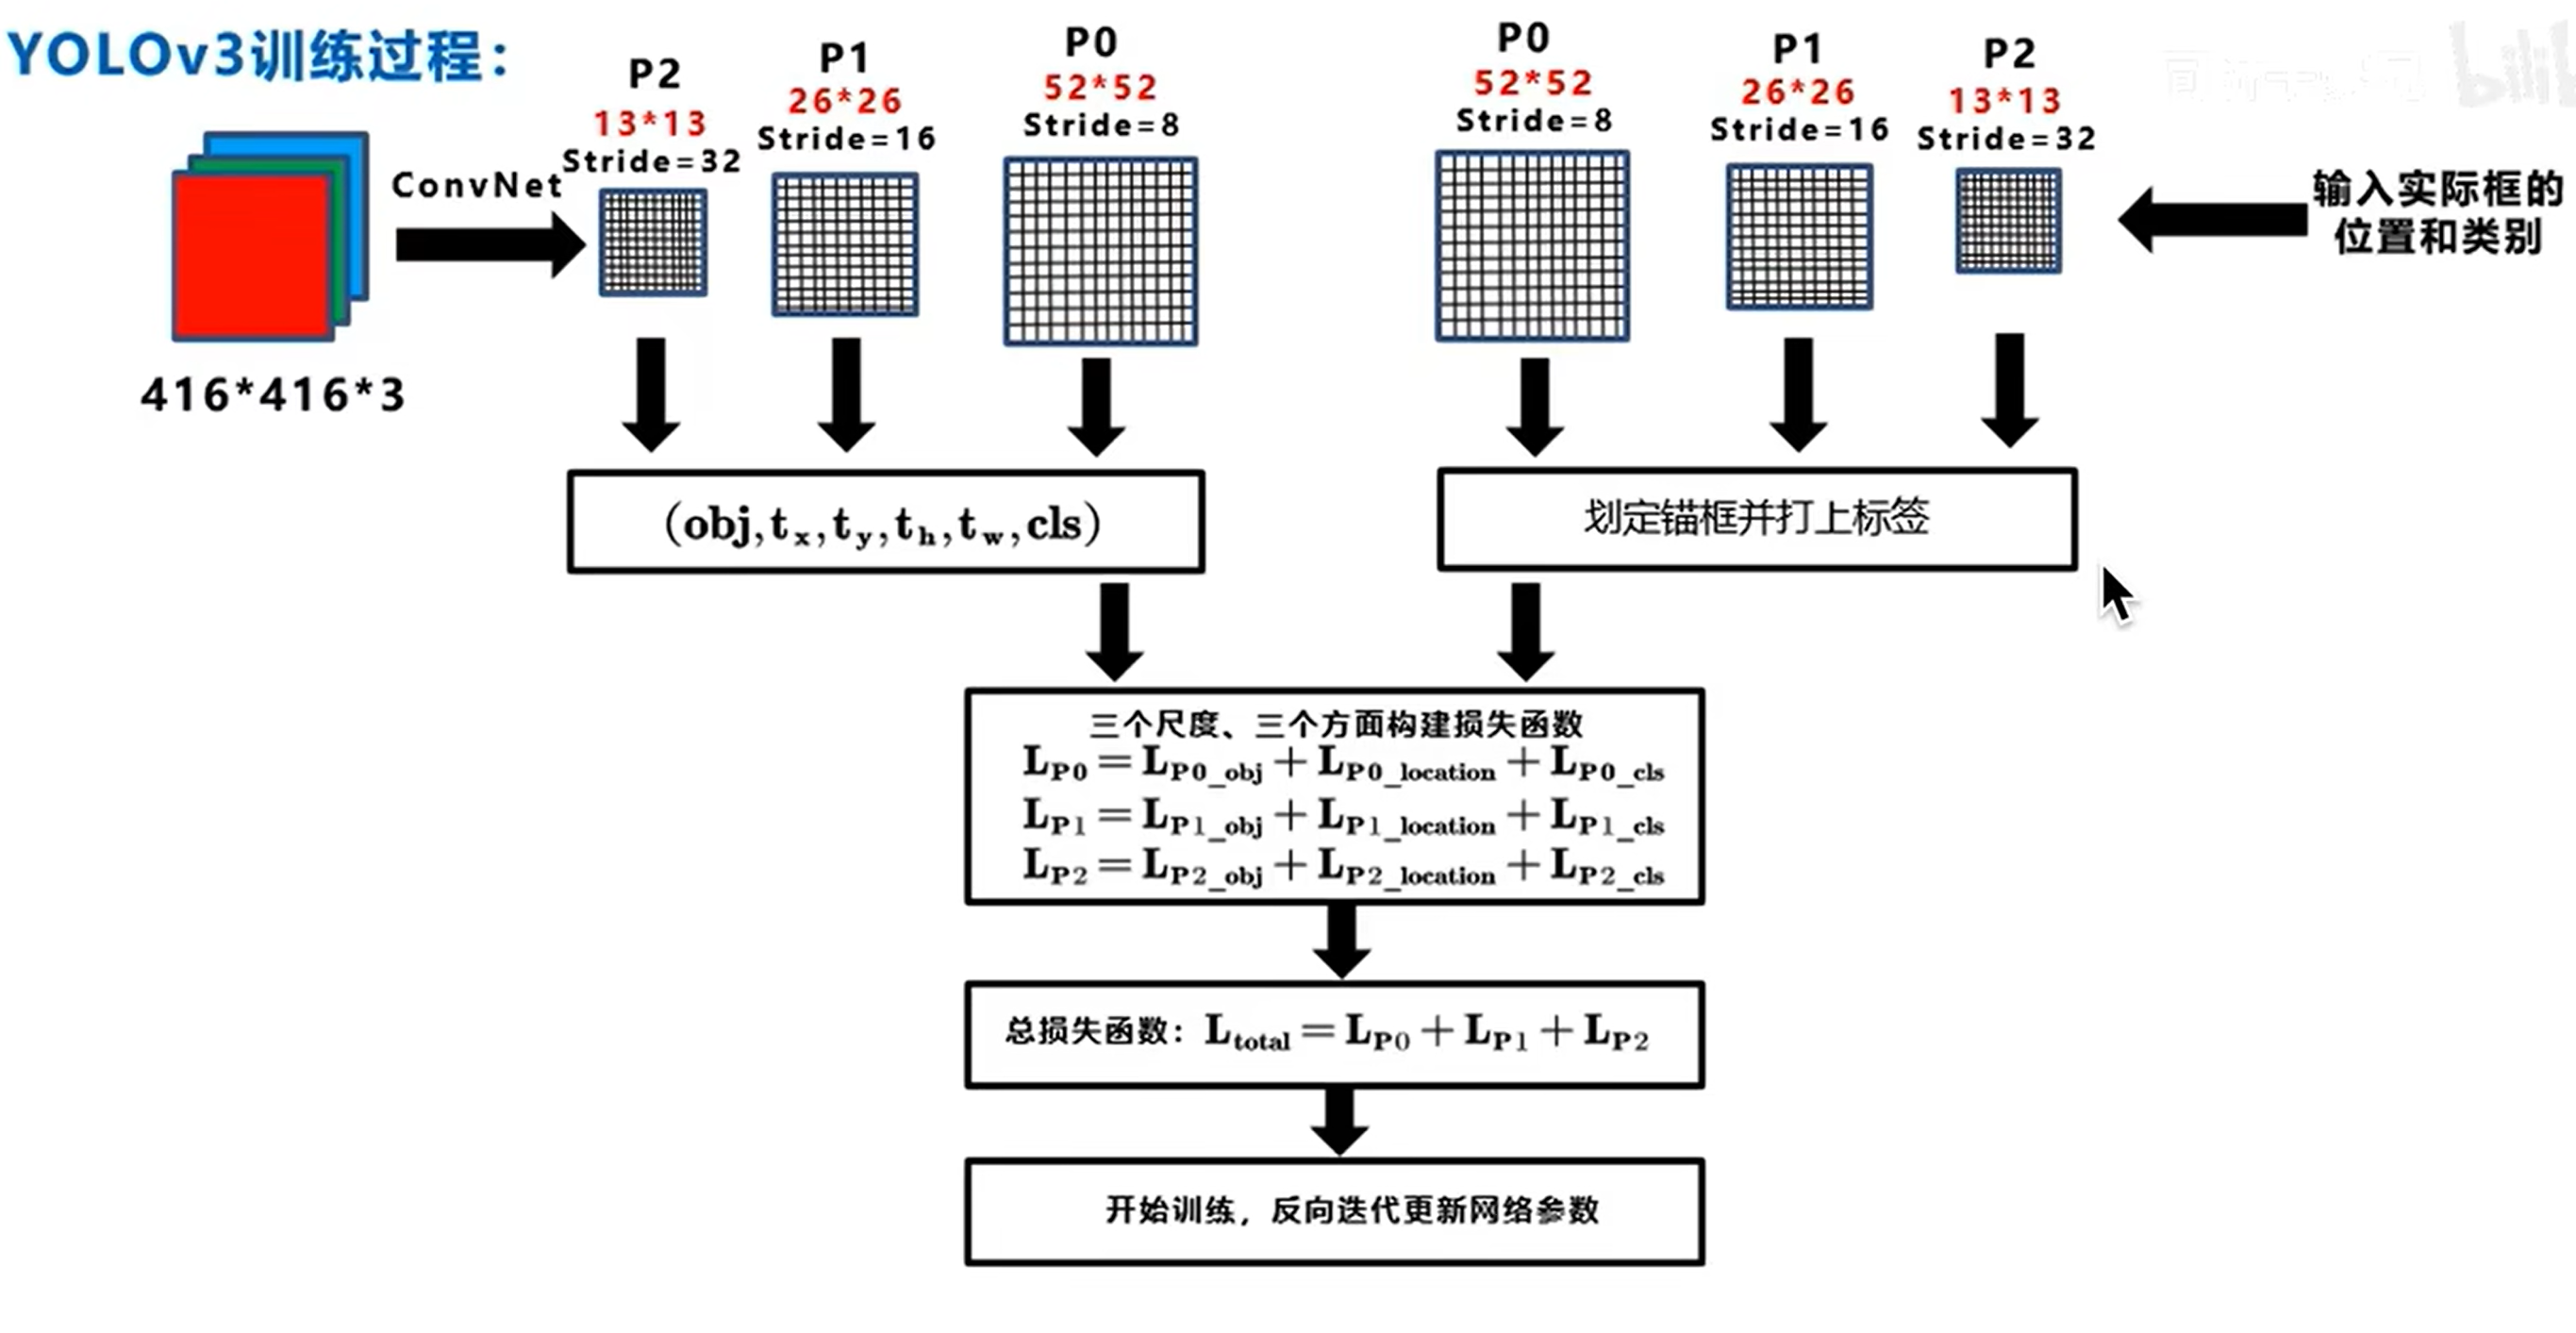 YOLOv3训练过程：
P2
13*13
Stride=32
P1
26*26
Stride=16
P0
52*52
Stride=8
P0
52*52
Stride=8
P1
26*26
Stride=16
P2
13*13
Stride=32
ConvNet
416*416*3
输入实际框的
位置和类别
(obj,tx,ty,th,tw,cls)
划定锚框并打上标签
三个尺度、三个方面构建损失函数
LP0=LP0_obj+LP0_location+LP0_cls
LP1=LP1_obj+LP1_location+LP1_cls
LP2=LP2_obj+LP2_location+LP2_cls
总损失函数：Ltotal=LP0+LP1+LP2
开始训练，反向迭代更新网络参数